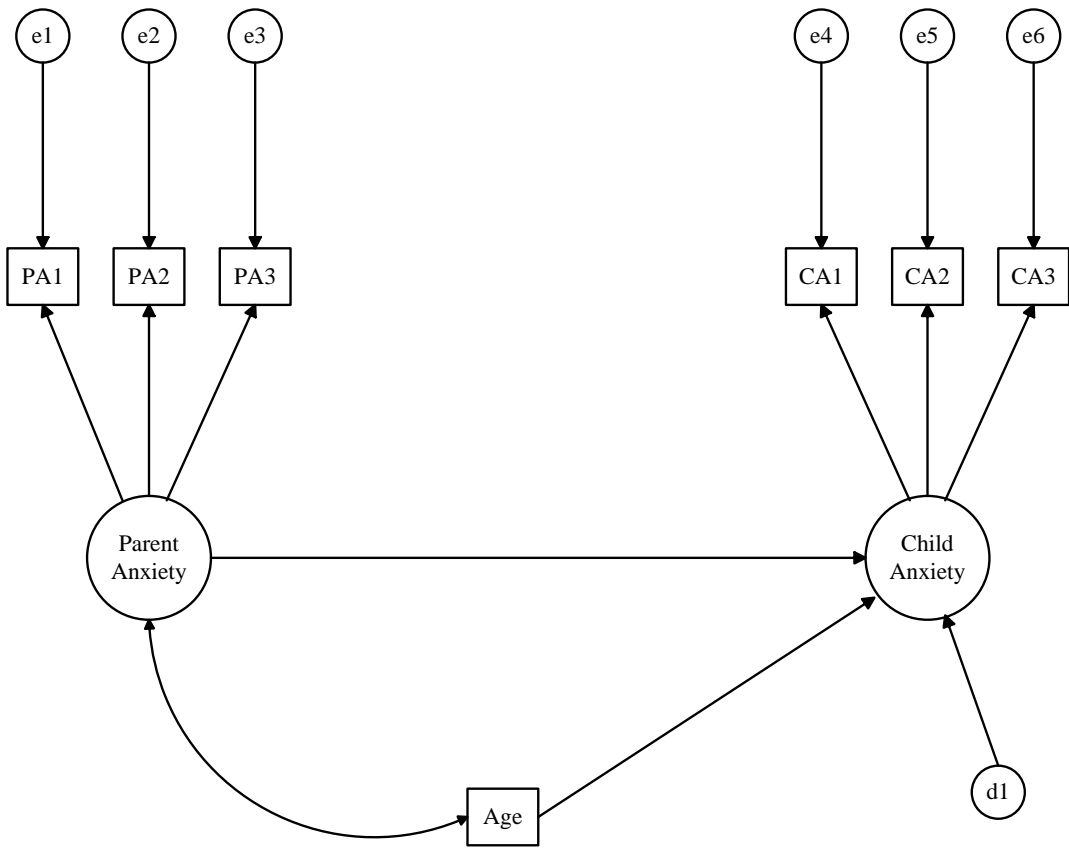 e1
e2
e3
e4
e5
e6
PA1
PA2
PA3
CA1
CA2
CA3
Parent
Anxiety
Child
Anxiety
Age
d1